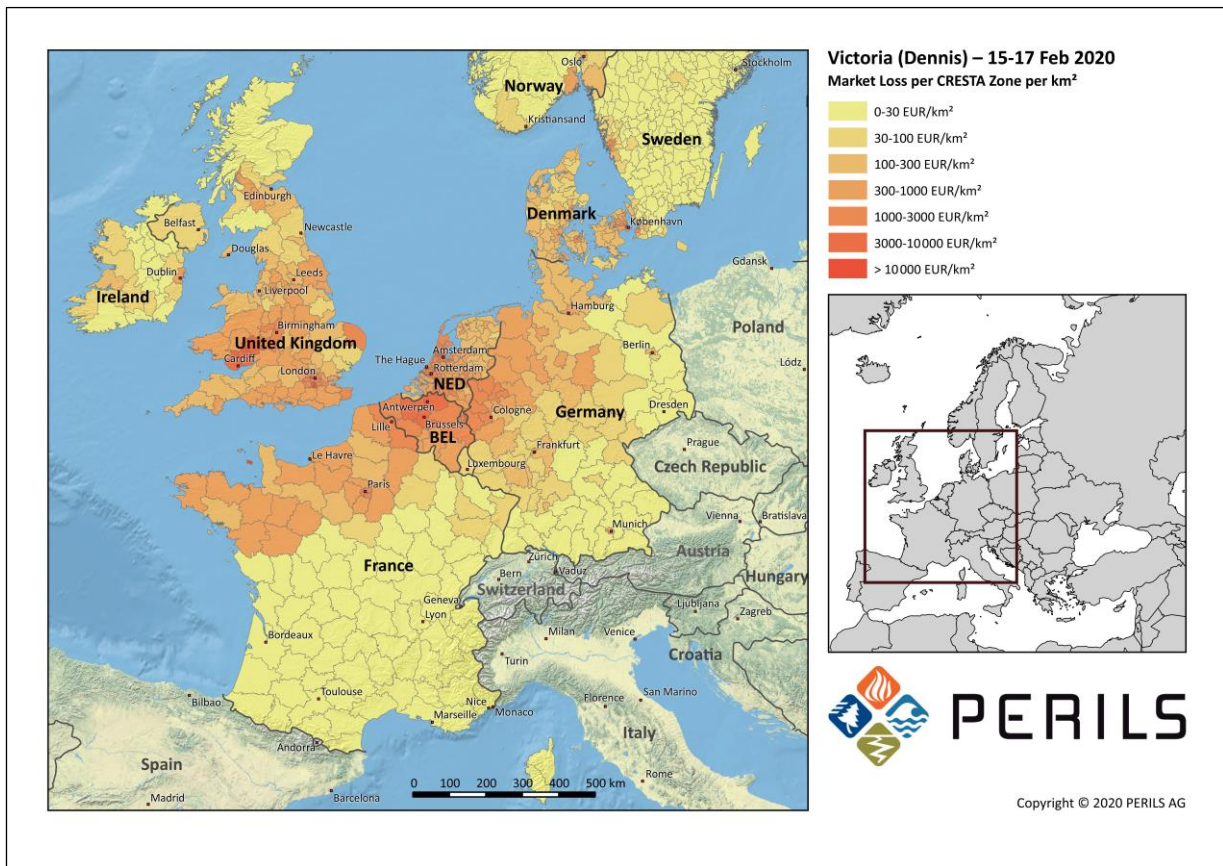 Victoria (Dennis) – 15-17 Feb 2020
Market Loss per CRESTA Zone per km²
0-30 EUR/km²
30-100 EUR/km²
100-300 EUR/km²
300-1000 EUR/km²
1000-3000 EUR/km²
3000-10 000 EUR/km²
> 10 000 EUR/km²
Oslo
Stockholm
Norway
Kristiansand
Sweden
Edinburgh
Belfast
Newcastle
Denmark
København
Douglas
Dublin
Leeds
Gdansk
Ireland
Liverpool
Hamburg
Birmingham
Poland
United Kingdom
Amsterdam
Berlin
Cardiff
The Hague
Lódz
London
Rotterdam
NED
Antwerpen
Cologne
Germany
Dresden
Lille
Brussels
BEL
Le Havre
Frankfurt
Prague
Luxembourg
Czech Republic
Paris
Vienna
Bratislava
Munich
Austria
Zürich
France
Bern
Vaduz
Hungary
Switzerland
Geneva
Ljubljana
Zagreb
Lyon
Milan
Venice
Bordeaux
Croatia
Turin
Toulouse
Nice
Florence
San Marino
Bilbao
Marseille
Monaco
Italy
Andorra
Spain
0 100 200 300 400 500 km
Rome
Madrid
Barcelona
PERILS
Copyright © 2020 PERILS AG